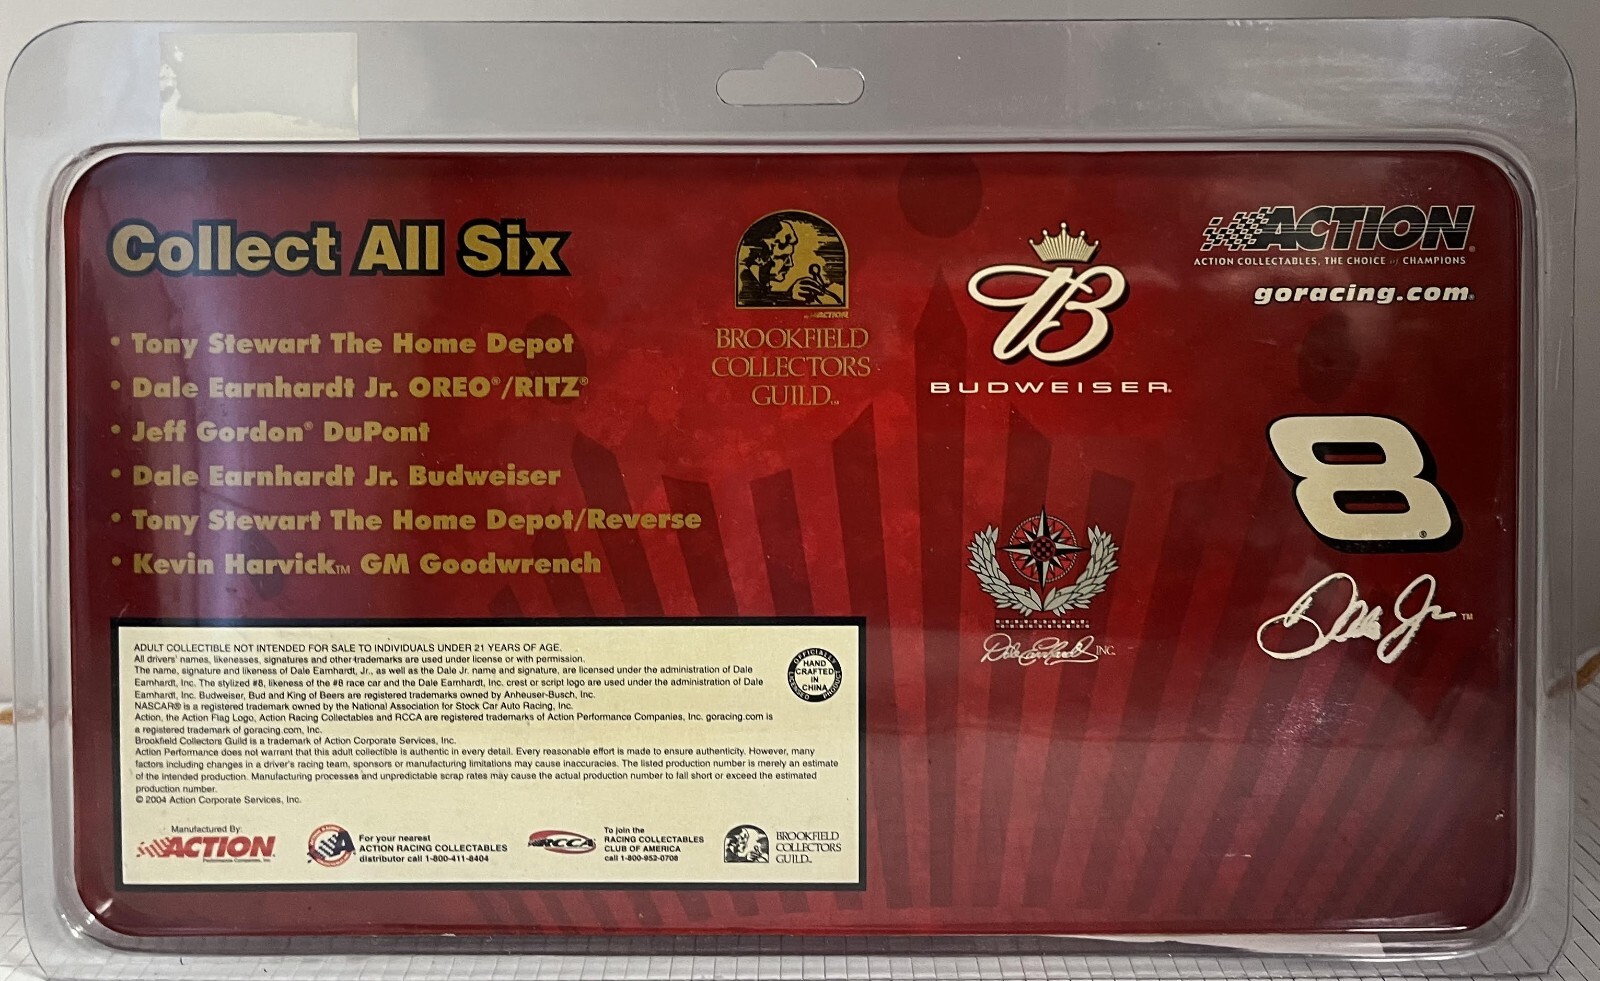 Collect All Six
• Tony Stewart The Home Depot
• Dale Earnhardt Jr. OREO®/RITZ®
• Jeff Gordon® DuPont
• Dale Earnhardt Jr. Budweiser
• Tony Stewart The Home Depot/Reverse
• Kevin Harvick™ GM Goodwrench
ACTION
BROOKFIELD
COLLECTORS
GUILD™
B
BUDWEISER®
ACTION®
ACTION COLLECTABLES, THE CHOICE of CHAMPIONS
goracing.com®
8®
Dale Earnhardt INC.
Dale Jr. ™
ADULT COLLECTIBLE NOT INTENDED FOR SALE TO INDIVIDUALS UNDER 21 YEARS OF AGE.
All drivers' names, likenesses, signatures and other trademarks are used under license or with permission.
The name, signature and likeness of Dale Earnhardt, Jr., as well as the Dale Jr. name and signature, are licensed under the administration of Dale
Earnhardt, Inc. The stylized #8, likeness of the #8 race car and the Dale Earnhardt, Inc. crest or script logo are used under the administration of Dale
Earnhardt, Inc. Budweiser, Bud and King of Beers are registered trademarks owned by Anheuser-Busch, Inc.
NASCAR® is a registered trademark owned by the National Association for Stock Car Auto Racing, Inc.
Action, the Action Flag Logo, Action Racing Collectables and RCCA are registered trademarks of Action Performance Companies, Inc. goracing.com is
a registered trademark of goracing.com, Inc.
Brookfield Collectors Guild is a trademark of Action Corporate Services, Inc.
Action Performance does not warrant that this adult collectible is authentic in every detail. Every reasonable effort is made to ensure authenticity. However, many
factors including changes in a driver's racing team, sponsors or manufacturing limitations may cause inaccuracies. The listed production number is merely an estimate
of the intended production. Manufacturing processes and unpredictable scrap rates may cause the actual production number to fall short or exceed the estimated
production number.
© 2004 Action Corporate Services, Inc.
OFFICIALLY LICENSED PRODUCT
HAND
CRAFTED
IN
CHINA
Manufactured By:
ACTION
Performance Companies, Inc.
For your nearest
ACTION RACING COLLECTABLES
distributor call 1-800-411-8404
RCCA
To join the
RACING COLLECTABLES
CLUB OF AMERICA
call 1-800-952-0708
BROOKFIELD
COLLECTORS
GUILD™